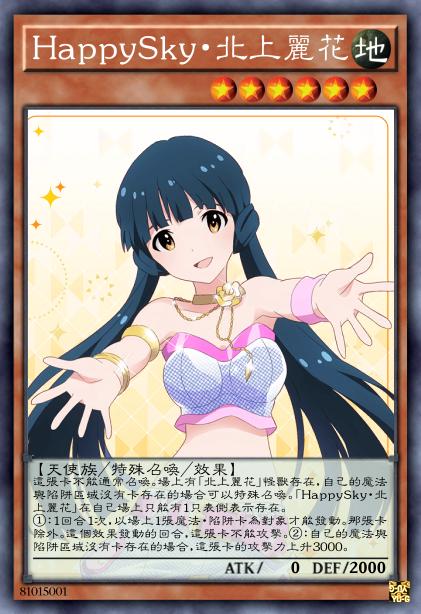 HappySky・北上麗花
地
【天使族/特殊召喚/效果】
這張卡不能通常召喚。場上有「北上麗花」怪獸存在,自己的魔法
與陷阱區域沒有卡存在的場合可以特殊召喚。「HappySky・北
上麗花」在自己場上只能有1只表側表示存在。
①:1回合1次,以場上1張魔法・陷阱卡為對象才能發動。那張卡
除外。這個效果發動的回合,這張卡不能攻擊。②:自己的魔法與
陷阱區域沒有卡存在的場合,這張卡的攻擊力上升3000。
ATK/ 0 DEF/2000
81015001